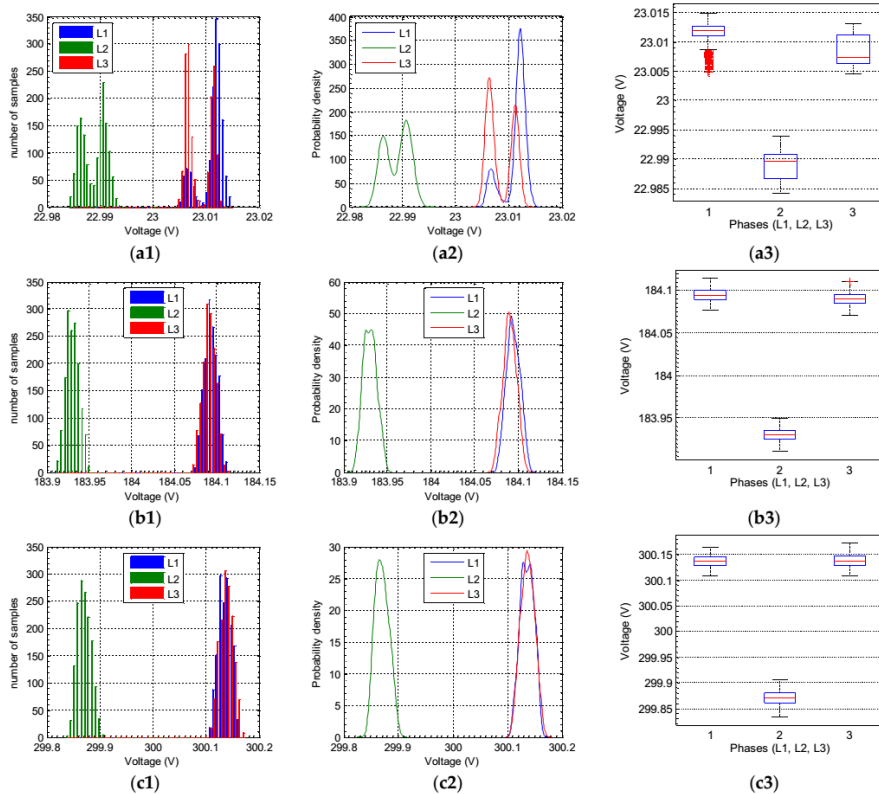 350
300
250
200
150
100
50
0
number of samples
L1
L2
L3
22.98 22.99 23 23.01 23.02
Voltage (V)
(a1)
400
350
300
250
200
150
100
50
0
Probability density
L1
L2
L3
22.98 22.99 23 23.01 23.02
Voltage (V)
(a2)
23.015
23.01
23.005
23
22.995
22.99
22.985
Voltage (V)
1 2 3
Phases (L1, L2, L3)
(a3)
350
300
250
200
150
100
50
0
number of samples
L1
L2
L3
183.9 183.95 184 184.05 184.1 184.15
Voltage (V)
(b1)
60
50
40
30
20
10
0
Probability density
L1
L2
L3
183.9 183.95 184 184.05 184.1 184.15
Voltage (V)
(b2)
184.1
184.05
184
183.95
Voltage (V)
1 2 3
Phases (L1, L2, L3)
(b3)
350
300
250
200
150
100
50
0
number of samples
L1
L2
L3
299.8 299.9 300 300.1 300.2
Voltage (V)
(c1)
30
25
20
15
10
5
0
Probability density
L1
L2
L3
299.8 299.9 300 300.1 300.2
Voltage (V)
(c2)
300.15
300.1
300.05
300
299.95
299.9
299.85
Voltage (V)
1 2 3
Phases (L1, L2, L3)
(c3)